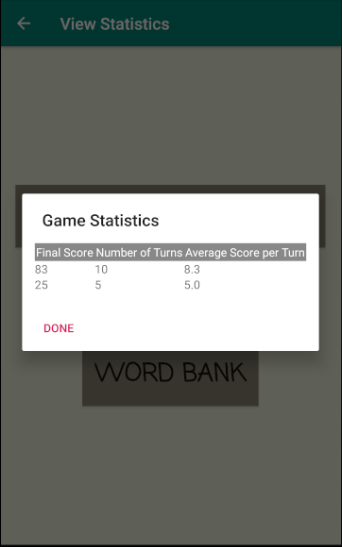 View Statistics
Game Statistics
Final Score Number of Turns Average Score per Turn
83 10 8.3
25 5 5.0
DONE
WORD BANK